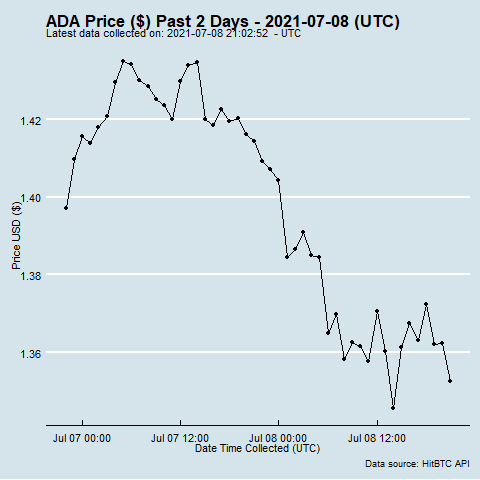 ADA Price ($) Past 2 Days - 2021-07-08 (UTC)
Latest data collected on: 2021-07-08 21:02:52 - UTC
1.42
1.40
1.38
1.36
Price USD ($)
Jul 07 00:00 Jul 07 12:00 Jul 08 00:00 Jul 08 12:00
Date Time Collected (UTC)
Data source: HitBTC API